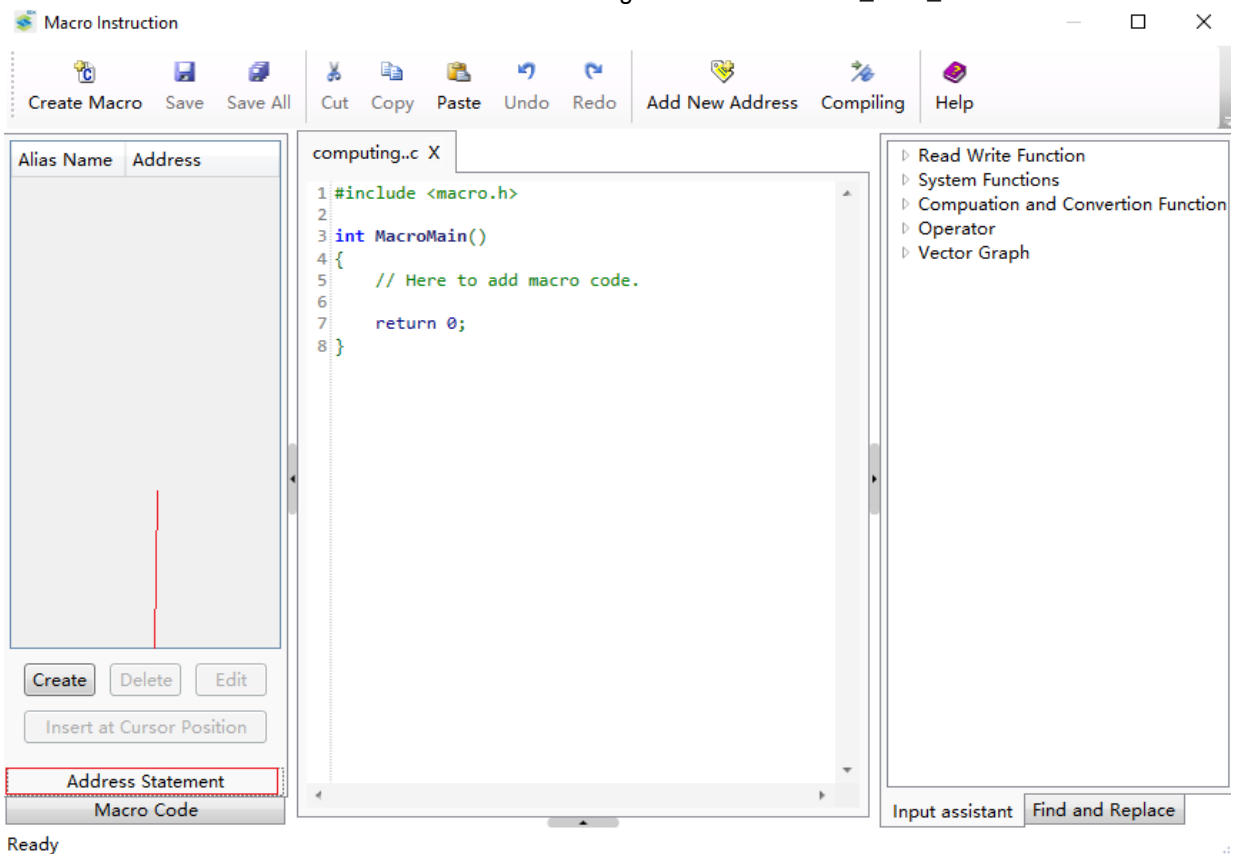 Macro Instruction
Create Macro Save Save All Cut Copy Paste Undo Redo Add New Address Compiling Help
Alias Name Address
Create Delete Edit
Insert at Cursor Position
Address Statement
Macro Code
computing..c X
1 #include <macro.h>
2
3 int MacroMain()
4 {
5 // Here to add macro code.
6
7 return 0;
8 }
Read Write Function
System Functions
Compuation and Convertion Function
Operator
Vector Graph
Input assistant Find and Replace
Ready